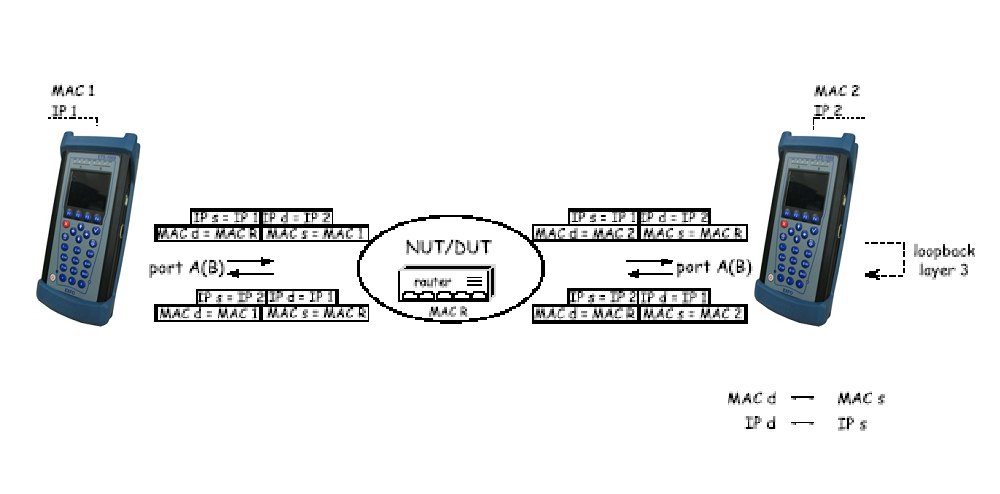 MAC 1
IP 1
MAC 2
IP 2
IP s = IP 1 IP d = IP 2
MAC d = MAC R MAC s = MAC 1
IP s = IP 1 IP d = IP 2
MAC d = MAC 2 MAC s = MAC R
NUT/DUT
port A(B)
router
MAC R
port A(B)
loopback
layer 3
IP s = IP 2 IP d = IP 1
MAC d = MAC 1 MAC s = MAC R
IP s = IP 2 IP d = IP 1
MAC d = MAC R MAC s = MAC 2
MAC d — MAC s
IP d — IP s